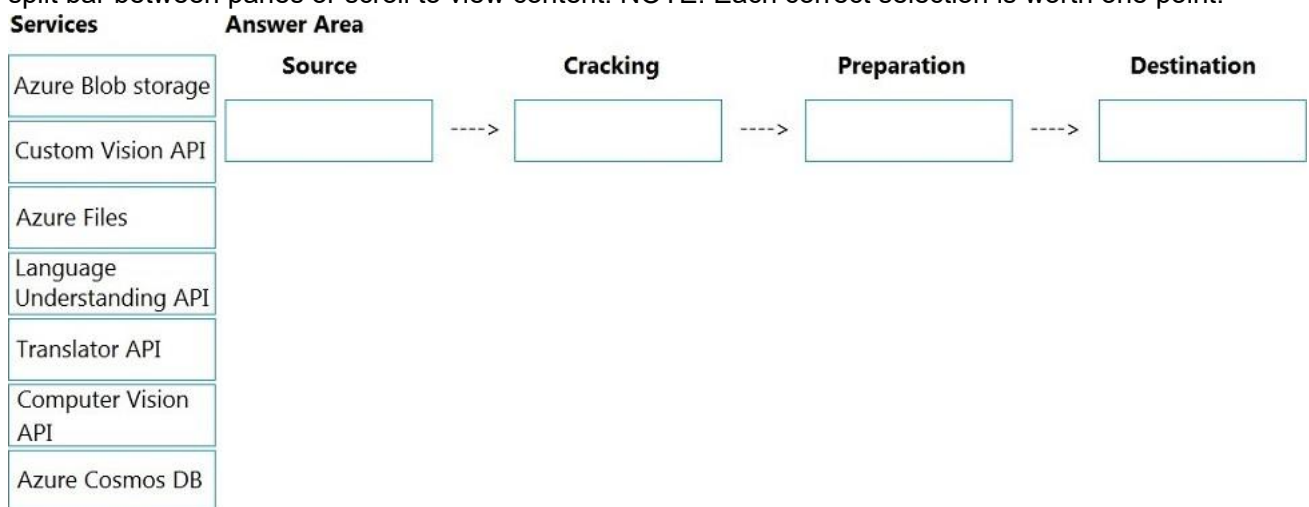 split bar between panes or scroll to view content. NOTE: Each correct selection is worth one point.
Services Answer Area
Source Cracking Preparation Destination
Azure Blob storage
----> ----> ---->
Custom Vision API
Azure Files
Language
Understanding API
Translator API
Computer Vision
API
Azure Cosmos DB